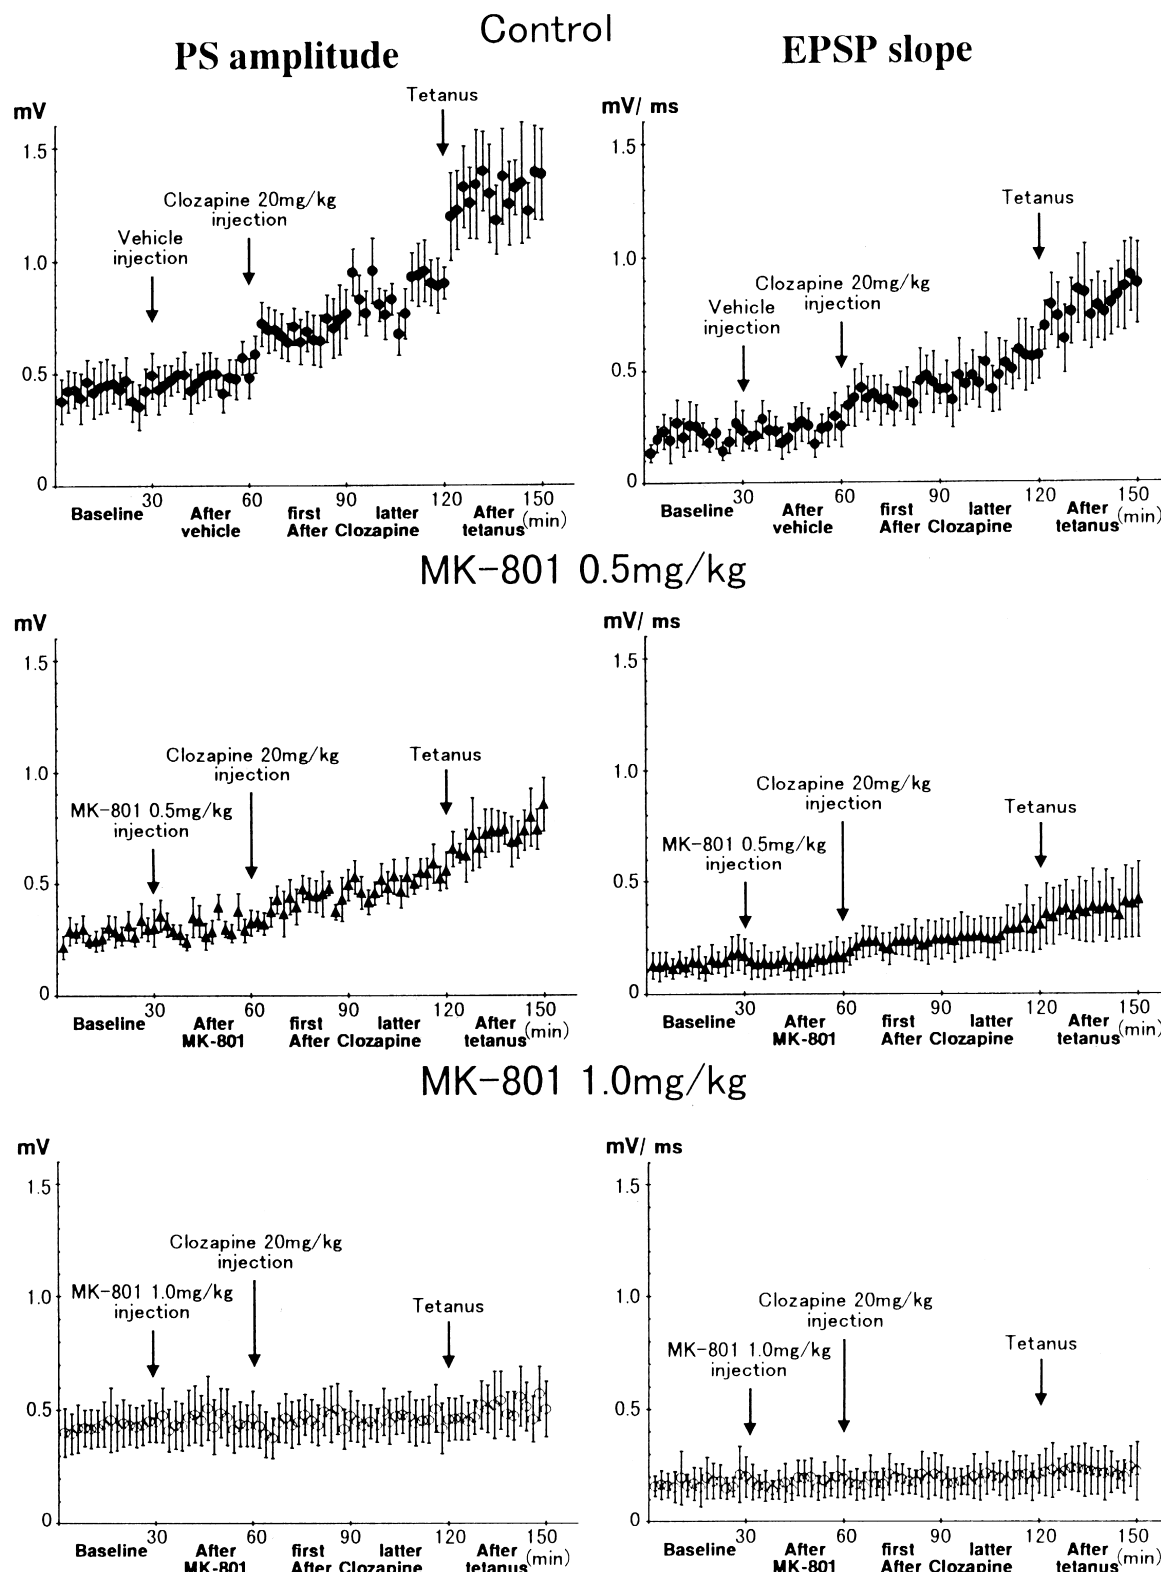 Control
PS amplitude
EPSP slope
mV
Tetanus
1.5
Clozapine 20mg/kg
injection
Vehicle
injection
1.0
0.5
0
30
60
90
120
150
Baseline
After
vehicle
first
latter
After Clozapine
After
tetanus
(min)
mV/ ms
1.5
Tetanus
1.0
Clozapine 20mg/kg
injection
Vehicle
injection
0.5
0
30
60
90
120
150
Baseline
After
vehicle
first
latter
After Clozapine
After
tetanus
(min)
MK-801 0.5mg/kg
mV
1.5
Clozapine 20mg/kg
injection
Tetanus
1.0
MK-801 0.5mg/kg
injection
0.5
0
30
60
90
120
150
Baseline
After
MK-801
first
latter
After Clozapine
After
tetanus
(min)
mV/ ms
1.5
1.0
Clozapine 20mg/kg
injection
Tetanus
MK-801 0.5mg/kg
injection
0.5
0
30
60
90
120
150
Baseline
After
MK-801
first
latter
After Clozapine
After
tetanus
(min)
MK-801 1.0mg/kg
mV
1.5
Clozapine 20mg/kg
injection
MK-801 1.0mg/kg
injection
1.0
Tetanus
0.5
0
30
60
90
120
150
Baseline
After
MK-801
first
latter
After Clozapine
After
tetanus
(min)
mV/ ms
1.5
1.0
Clozapine 20mg/kg
injection
Tetanus
MK-801 1.0mg/kg
injection
0.5
0
30
60
90
120
150
Baseline
After
MK-801
first
latter
After Clozapine
After
tetanus
(min)